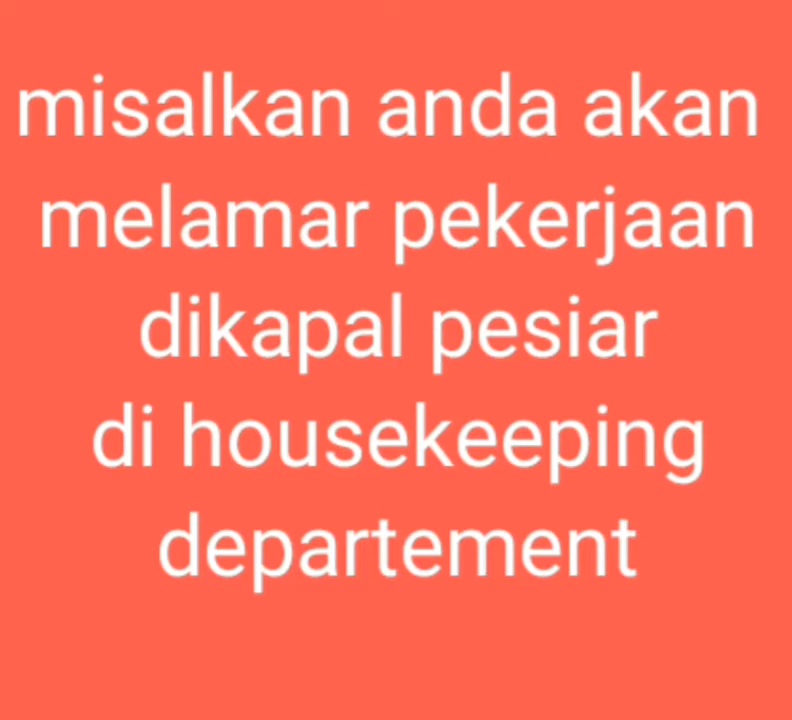 misalkan anda akan
melamar pekerjaan
dikapal pesiar
di housekeeping
departement